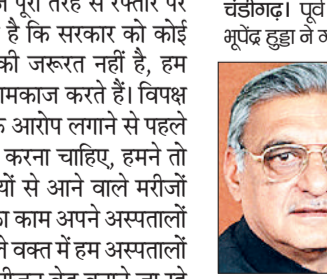 पूरी तरह से रफ्तार पर
है कि सरकार को कोई
की जरूरत नहीं है, हम
कामकाज करते हैं। विपक्ष
आरोप लगाने से पहले
करना चाहिए, हमने तो
से आने वाले मरीजों
काम अपने अस्पतालों
वक्त में हम अस्पतालों
चंडीगढ़। पूर्व
भूपेंद्र हुड्डा ने